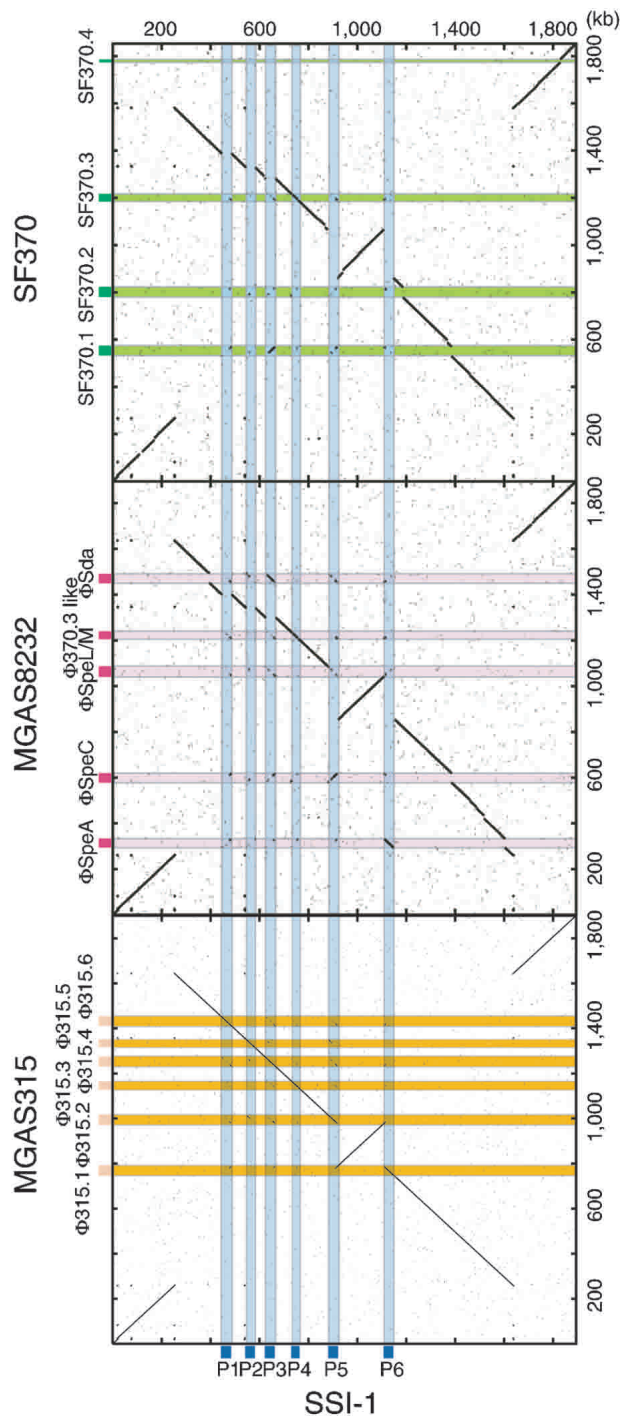 200 600 1,000 1,400 1,800 (kb)
SF370
SF370.4
SF370.3
SF370.2
SF370.1
1,800
1,400
1,000
600
200
MGAS8232
ΦSda
Φ370.3 like
ΦSpeL/M
ΦSpeC
ΦSpeA
1,800
1,400
1,000
600
200
MGAS315
Φ315.6
Φ315.5
Φ315.4
Φ315.3
Φ315.2
Φ315.1
1,800
1,400
1,000
600
200
P1 P2 P3 P4 P5 P6
SSI-1